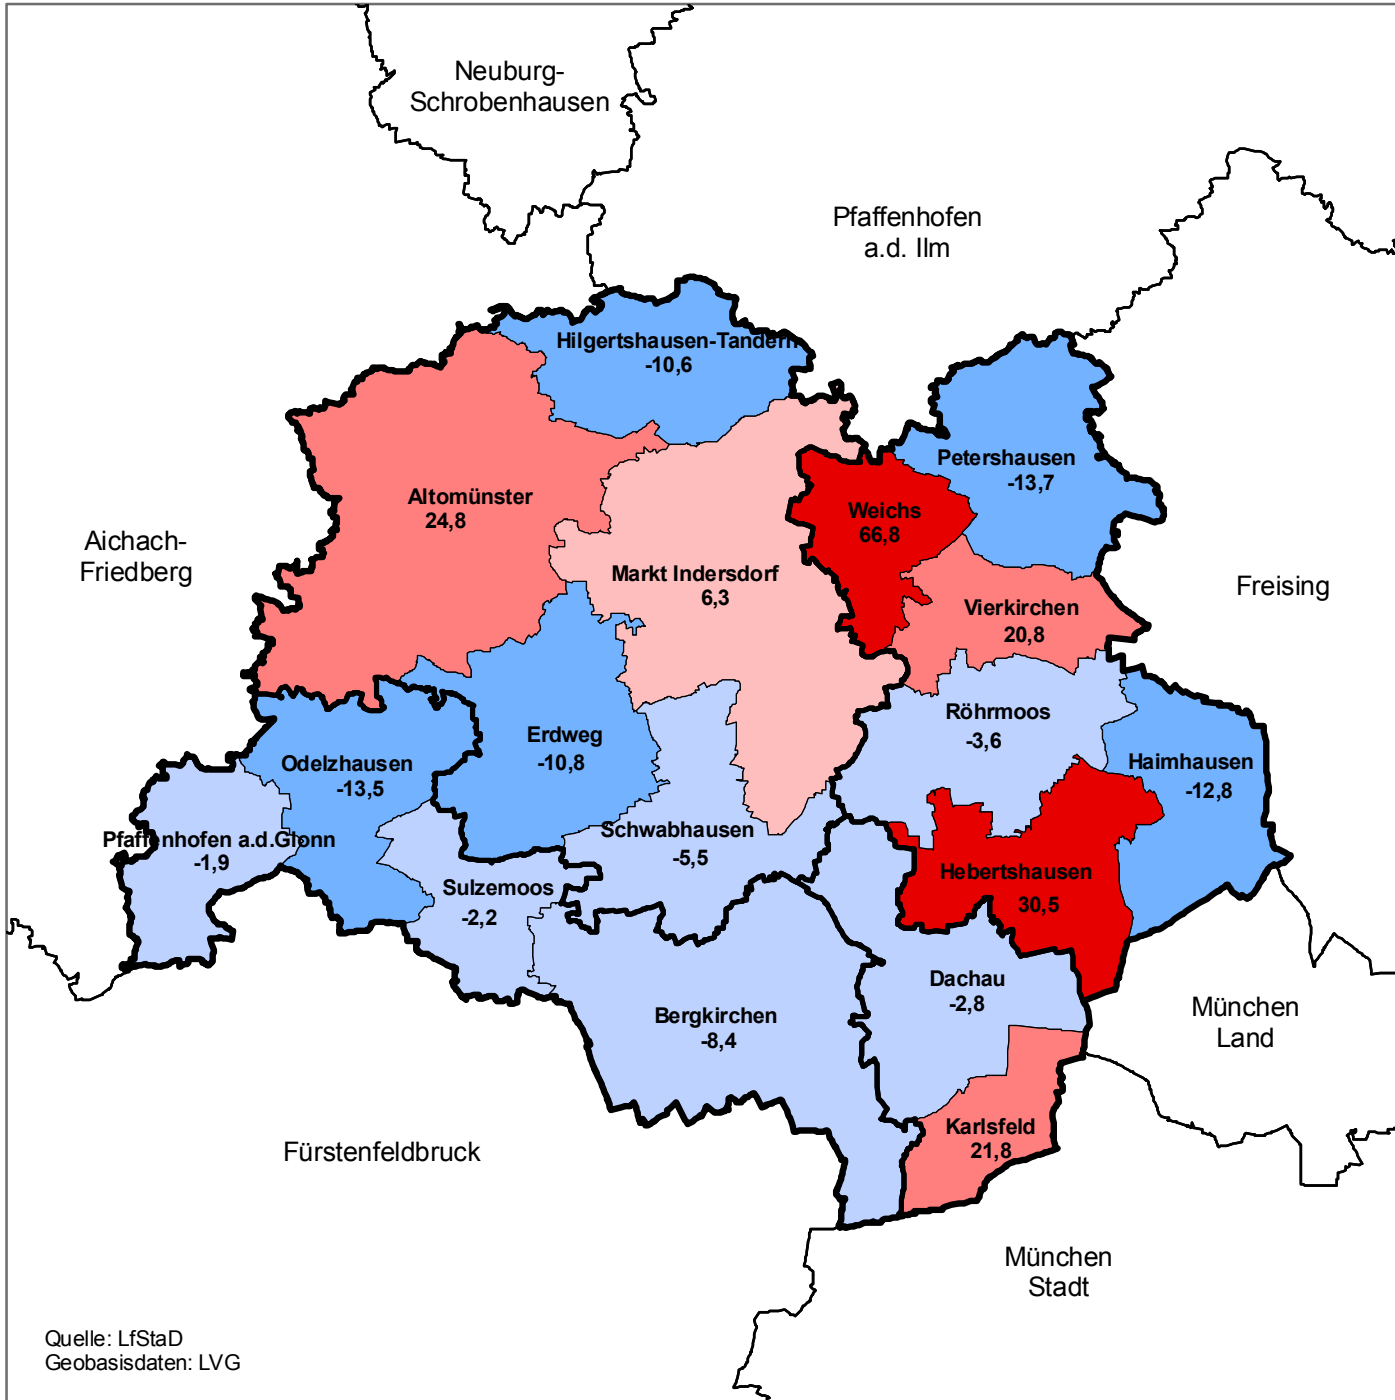 Neuburg-
Schrobenhausen
Pfaffenhofen
a.d. Ilm
Hilgertshausen-Tandern
-10,6
Petershausen
-13,7
Altomünster
24,8
Weichs
66,8
Aichach-
Friedberg
Markt Indersdorf
6,3
Freising
Vierkirchen
20,8
Röhrmoos
-3,6
Erdweg
-10,8
Odelzhausen
-13,5
Haimhausen
-12,8
Schwabhausen
-5,5
Pfaffenhofen a.d.Glonn
-1,9
Hebertshausen
30,5
Sulzemoos
-2,2
Dachau
-2,8
Bergkirchen
-8,4
München
Land
Karlsfeld
21,8
Fürstenfeldbruck
München
Stadt
Quelle: LfStaD
Geobasisdaten: LVG